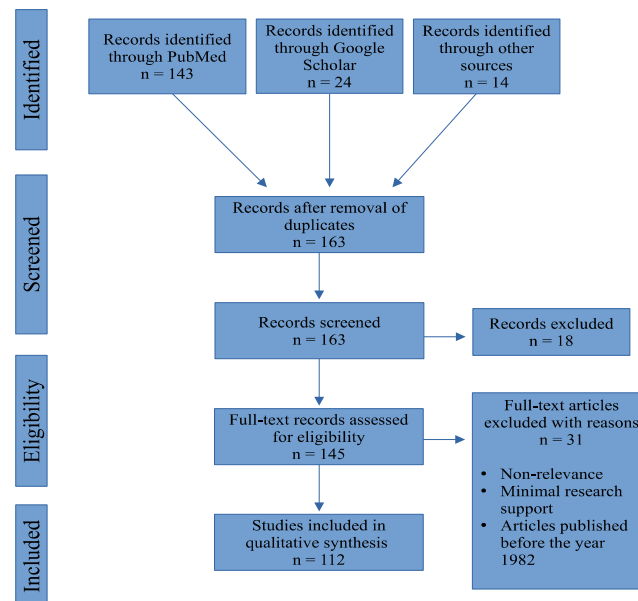 Identified
Records identified
through PubMed
n = 143
Records identified
through Google
Scholar
n = 24
Records identified
through other
sources
n = 14
Screened
Records after removal of
duplicates
n = 163
Records screened
n = 163
Records excluded
n = 18
Eligibility
Full-text records assessed
for eligibility
n = 145
Full-text articles
excluded with reasons
n = 31
• Non-relevance
• Minimal research
support
• Articles published
before the year
1982
Included
Studies included in
qualitative synthesis
n = 112